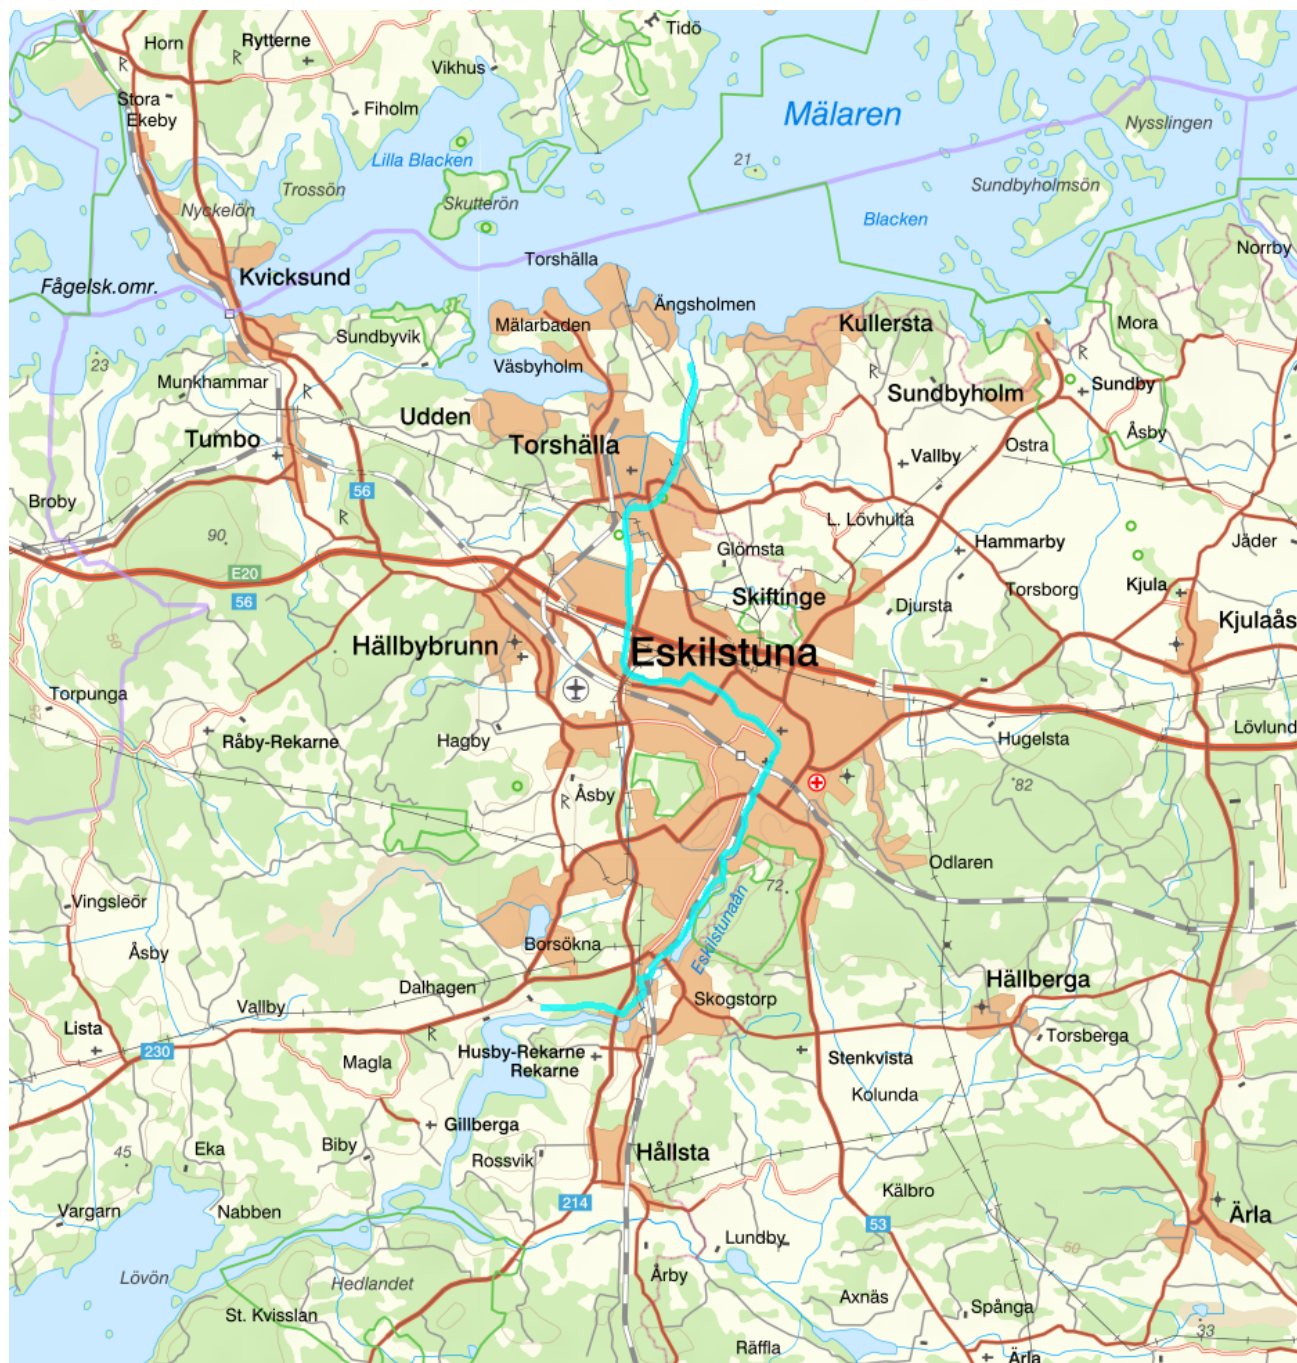 Horn
Rytterne
Tidö
Vikhus
Stora
Ekeby
Fiholm
Mälaren
Nysslingen
Lilla Blacken
21
Trossön
Sundbyholmsön
Skutterön
Nyckelön
Blacken
Norrby
Torshälla
Kvicksund
Fågelsk.omr.
Ängsholmen
Sundbyvik
Mälarbaden
Kullersta
Mora
23
Väsbyholm
Munkhammar
Sundbyholm
Sundby
Udden
Tumbo
Torshälla
Ostra
Åsby
Vallby
56
Broby
L. Lövhulta
90
Glömsta
Hammarby
Jåder
E20
56
Skiftinge
Djursta
Torsborg
Kjula
Kjulaås
50
Hällbybrunn
Eskilstuna
Torpunga
25
Råby-Rekarne
Hagby
Hugelsta
Lövlund
Åsby
82
Odlaren
72
Vingsleör
Eskilstunaån
Åsby
Borsökna
Dalhagen
Hällberga
Vallby
Skogstorp
Lista
230
Magla
Husby-Rekarne
Rekarne
Stenkvista
Torsberga
Kolunda
Gillberga
45
Eka
Biby
Rossvik
Hållsta
Kälbro
Vargarn
Nabben
214
53
Ärla
Lundby
50
Lövön
Hedlandet
Årby
St. Kvisslan
Axnäs
Spånga
33
Räffla
Ärla